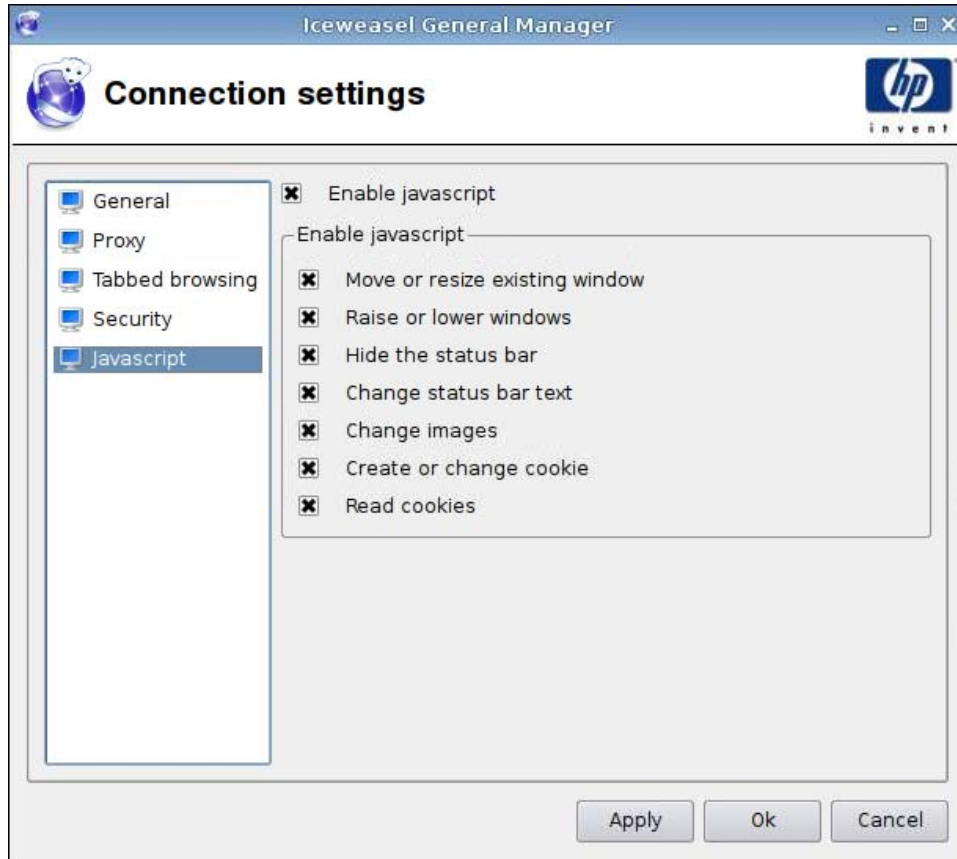 Iceweasel General Manager
Connection settings
hp
invent
General
Proxy
Tabbed browsing
Security
Javascript
Enable javascript
Enable javascript
Move or resize existing window
Raise or lower windows
Hide the status bar
Change status bar text
Change images
Create or change cookie
Read cookies
Apply
Ok
Cancel